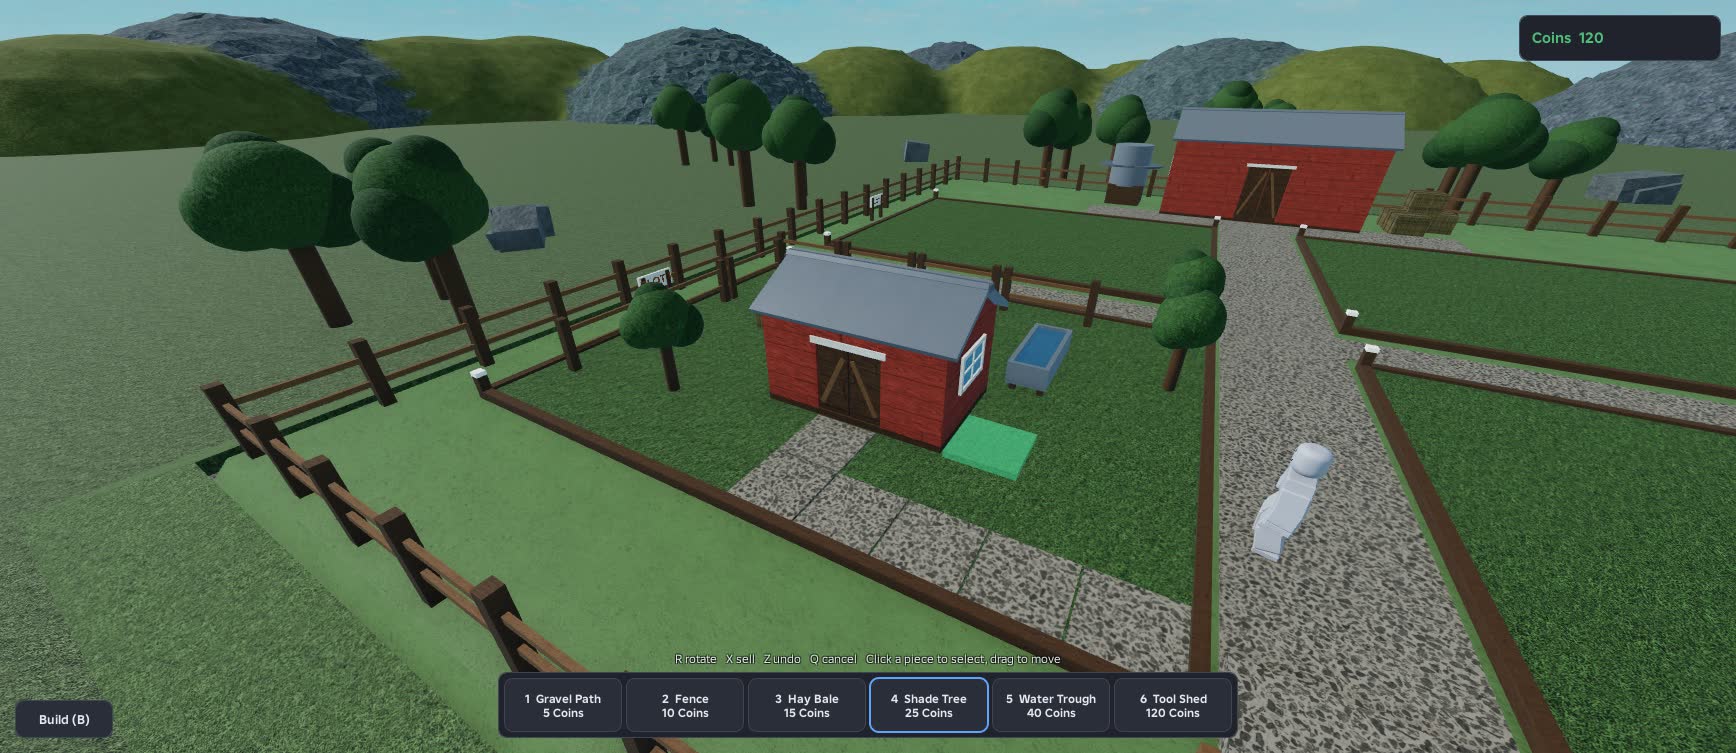 Coins 120
R rotate X sell Z undo Q cancel Click a piece to select, drag to move
1 Gravel Path
5 Coins
2 Fence
10 Coins
3 Hay Bale
15 Coins
4 Shade Tree
25 Coins
5 Water Trough
40 Coins
6 Tool Shed
120 Coins
Build (B)